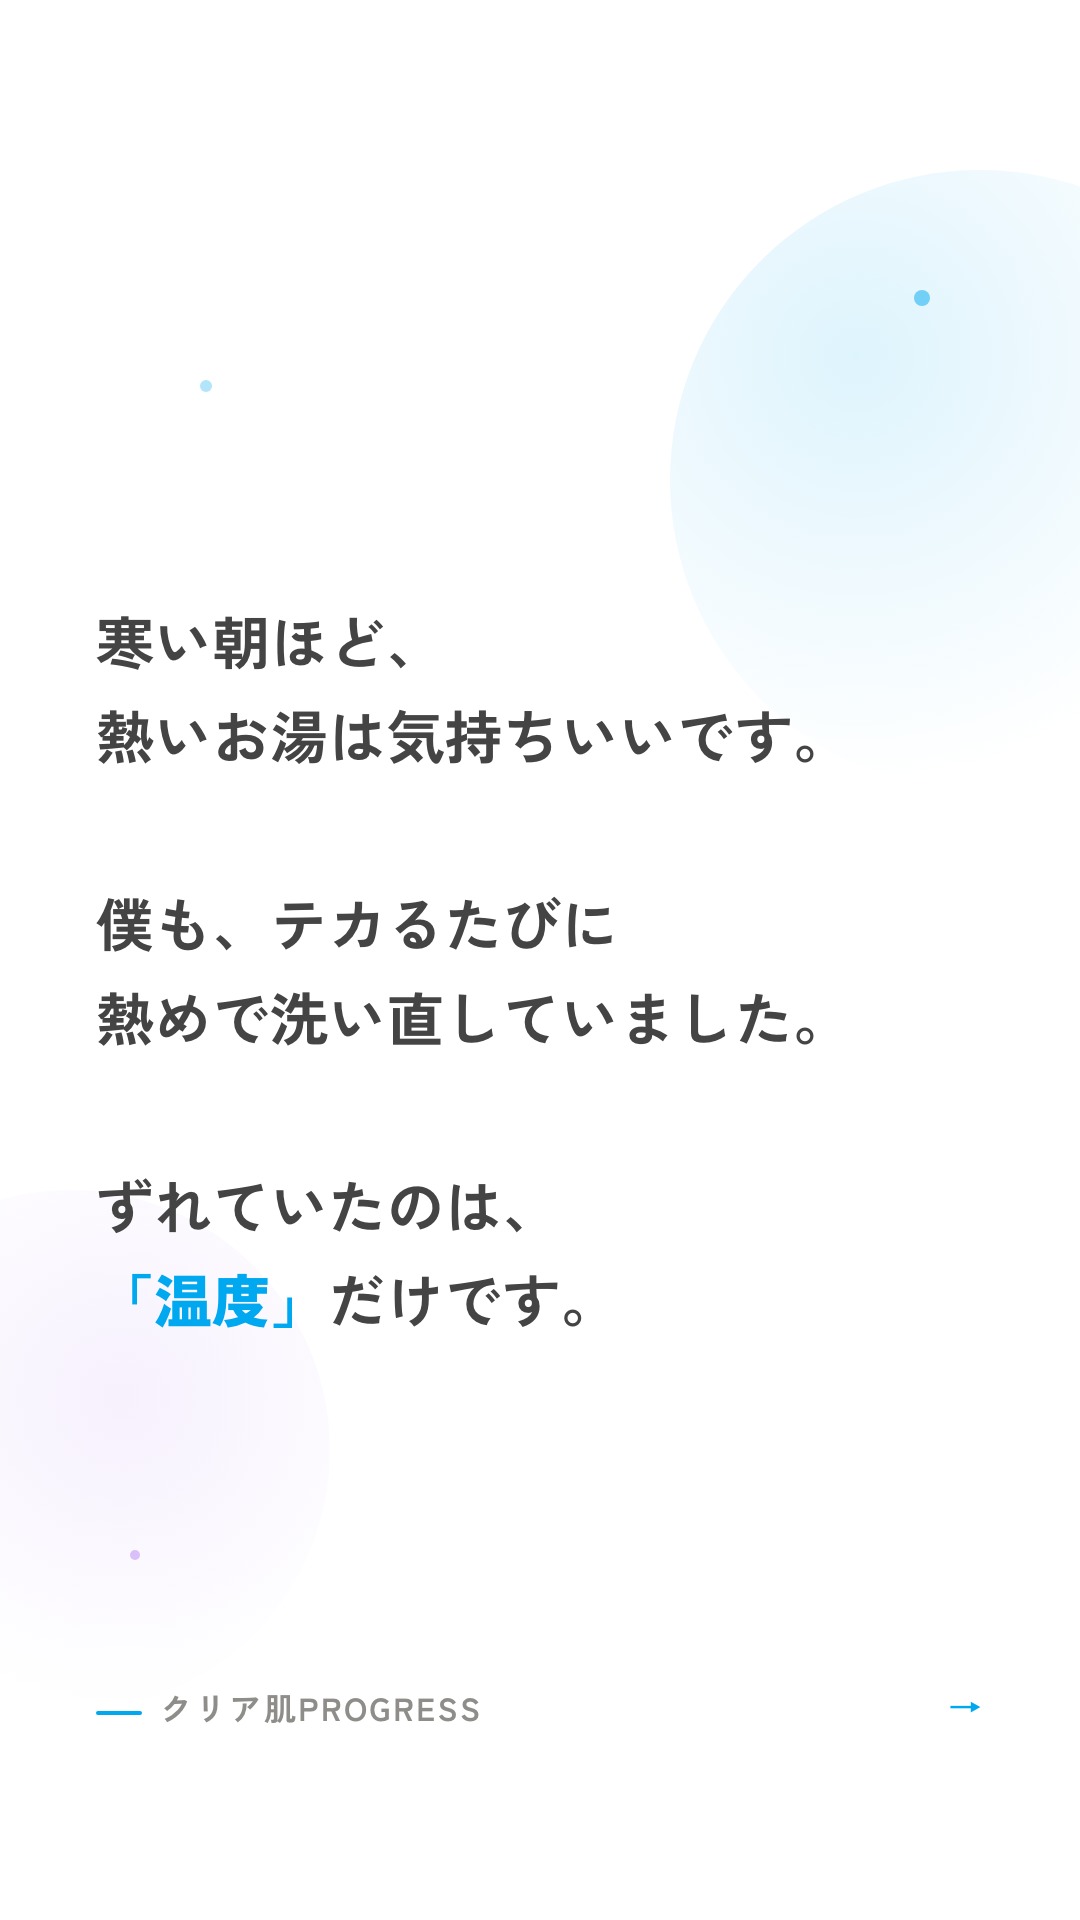 寒い朝ほど、
熱いお湯は気持ちいいです。
僕も、テカるたびに
熱めで洗い直していました。
ずれていたのは、
「温度」だけです。
クリア肌PROGRESS →